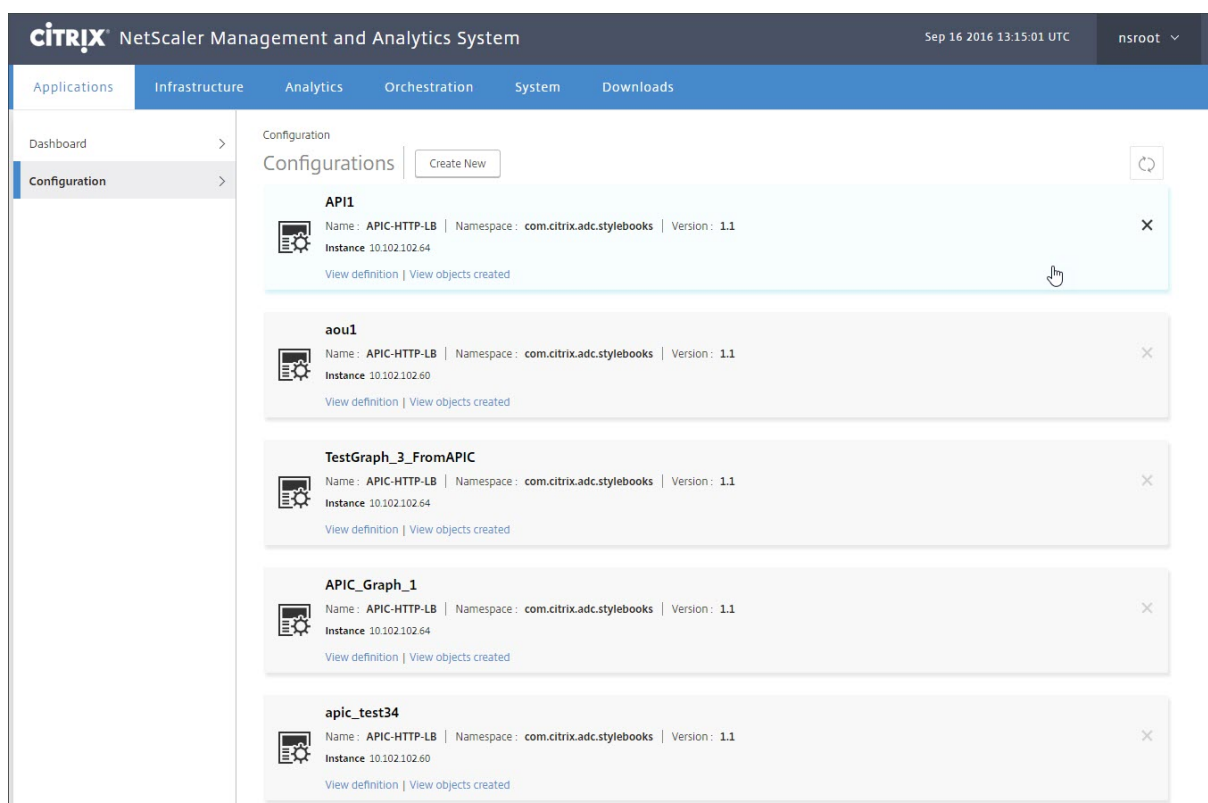 CİTRIX® NetScaler Management and Analytics System
Sep 16 2016 13:15:01 UTC
nsroot
Applications Infrastructure Analytics Orchestration System Downloads
Dashboard
Configuration
Configuration
Configurations Create New
API1
Name : APIC-HTTP-LB | Namespace : com.citrix.adc.stylebooks | Version : 1.1
Instance 10.102.102.64
View definition | View objects created
aou1
Name : APIC-HTTP-LB | Namespace : com.citrix.adc.stylebooks | Version : 1.1
Instance 10.102.102.60
View definition | View objects created
TestGraph_3_FromAPIC
Name : APIC-HTTP-LB | Namespace : com.citrix.adc.stylebooks | Version : 1.1
Instance 10.102.102.64
View definition | View objects created
APIC_Graph_1
Name : APIC-HTTP-LB | Namespace : com.citrix.adc.stylebooks | Version : 1.1
Instance 10.102.102.64
View definition | View objects created
apic_test34
Name : APIC-HTTP-LB | Namespace : com.citrix.adc.stylebooks | Version : 1.1
Instance 10.102.102.60
View definition | View objects created